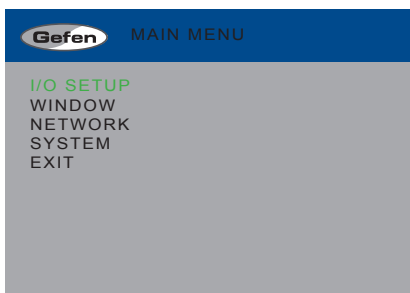 Gefen MAIN MENU
I/O SETUP
WINDOW
NETWORK
SYSTEM
EXIT